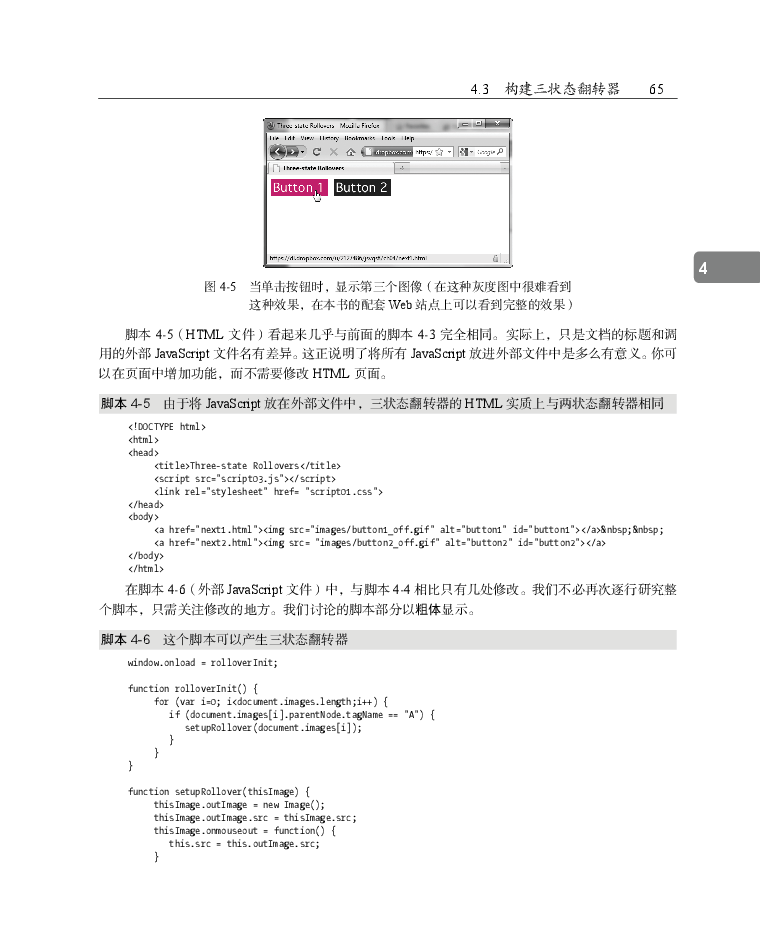 4.3 构建三状态翻转器 65
Three-state Rollovers - Mozilla Firefox
File Edit View History Bookmarks Tools Help
dropbox.com https:/ Google
Three-state Rollovers
Button 1 Button 2
4
图 4-5 当单击按钮时，显示第三个图像（在这种灰度图中很难看到
这种效果，在本书的配套 Web 站点上可以看到完整的效果）
脚本 4-5（HTML 文件）看起来几乎与前面的脚本 4-3 完全相同。实际上，只是文档的标题和调
用的外部 JavaScript 文件名有差异。这正说明了将所有 JavaScript 放进外部文件中是多么有意义。你可
以在页面中增加功能，而不需要修改 HTML 页面。
脚本 4-5 由于将 JavaScript 放在外部文件中，三状态翻转器的 HTML 实质上与两状态翻转器相同
<!DOCTYPE html>
<html>
<head>
<title>Three-state Rollovers</title>
<script src="script03.js"></script>
<link rel="stylesheet" href= "script01.css">
</head>
<body>
<a href="next1.html"><img src="images/button1_off.gif" alt="button1" id="button1"></a>&nbsp;&nbsp;
<a href="next2.html"><img src= "images/button2_off.gif" alt="button2" id="button2"></a>
</body>
</html>
在脚本 4-6（外部 JavaScript 文件）中，与脚本 4-4 相比只有几处修改。我们不必再次逐行研究整
个脚本，只需关注修改的地方。我们讨论的脚本部分以粗体显示。
脚本 4-6 这个脚本可以产生三状态翻转器
window.onload = rolloverInit;
function rolloverInit() {
for (var i=0; i<document.images.length;i++) {
if (document.images[i].parentNode.tagName == "A") {
setupRollover(document.images[i]);
}
}
}
function setupRollover(thisImage) {
thisImage.outImage = new Image();
thisImage.outImage.src = thisImage.src;
thisImage.onmouseout = function() {
this.src = this.outImage.src;
}